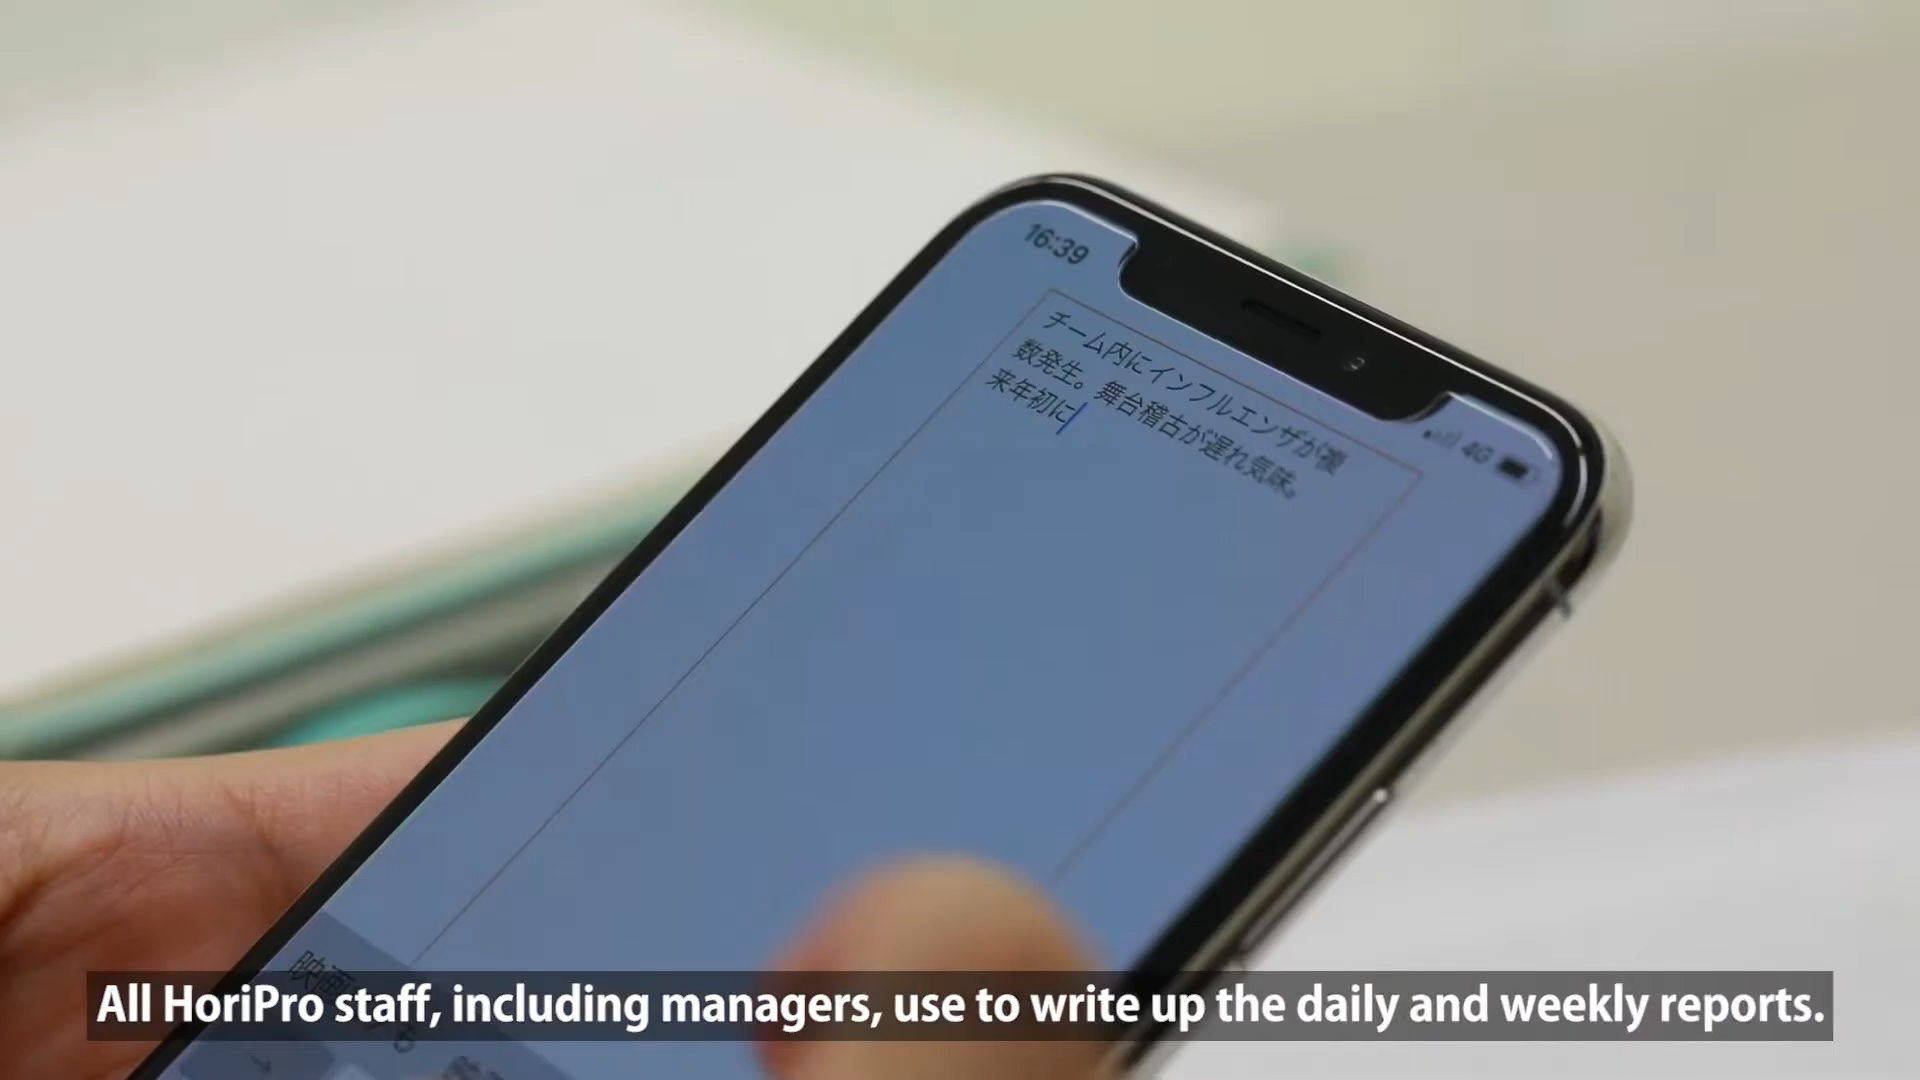 16:39
4G
チーム内にインフルエンザが複
数発生。舞台稽古が遅れ気味。
来年初に
映画
All HoriPro staff, including managers, use to write up the daily and weekly reports.
→